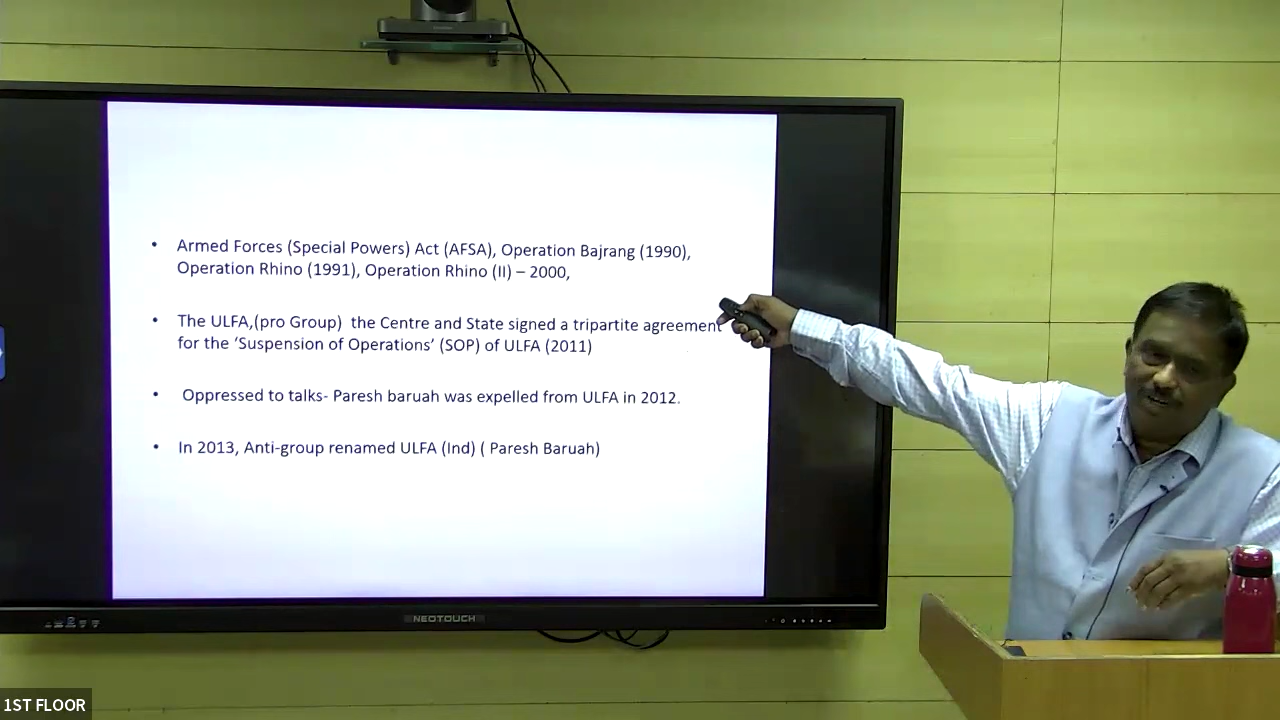 • Armed Forces (Special Powers) Act (AFSA), Operation Bajrang (1990),
Operation Rhino (1991), Operation Rhino (II) – 2000,
• The ULFA,(pro Group) the Centre and State signed a tripartite agreement
for the ‘Suspension of Operations’ (SOP) of ULFA (2011)
• Oppressed to talks- Paresh baruah was expelled from ULFA in 2012.
• In 2013, Anti-group renamed ULFA (Ind) ( Paresh Baruah)
NEOTOUCH
1ST FLOOR